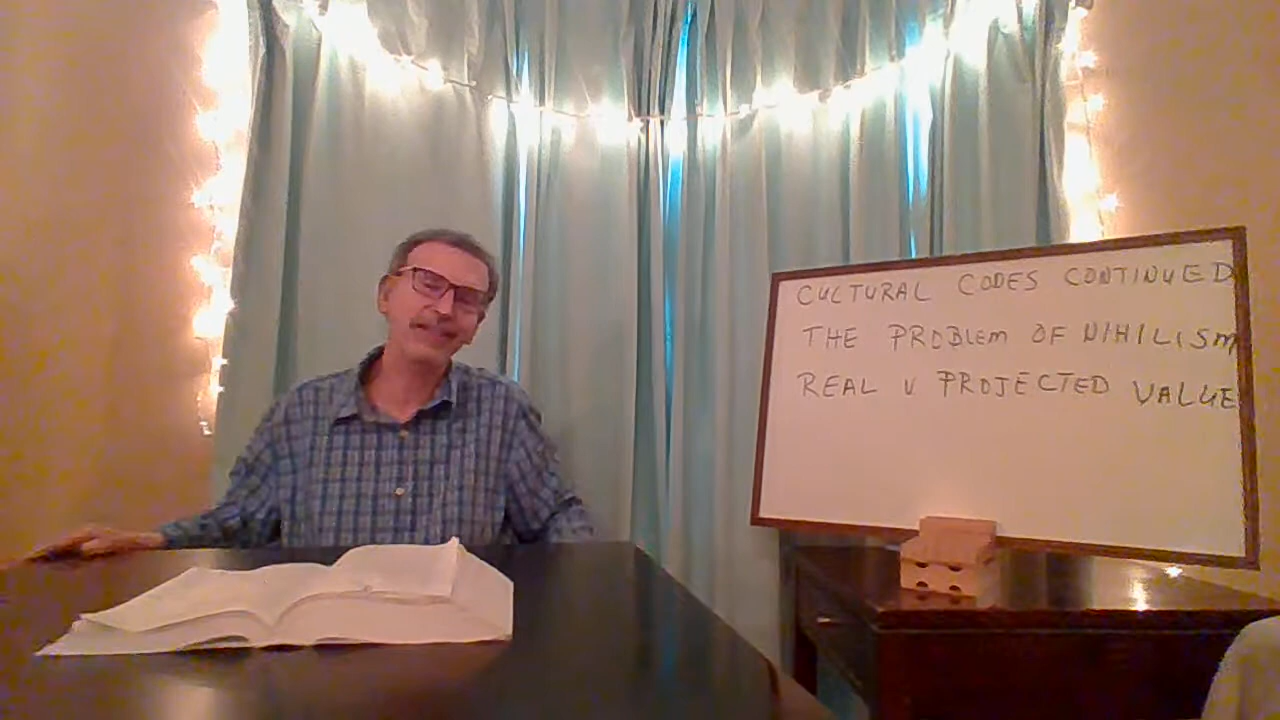 CULTURAL CODES CONTINUED
THE PROBLEM OF NIHILISM
REAL V PROJECTED VALUE